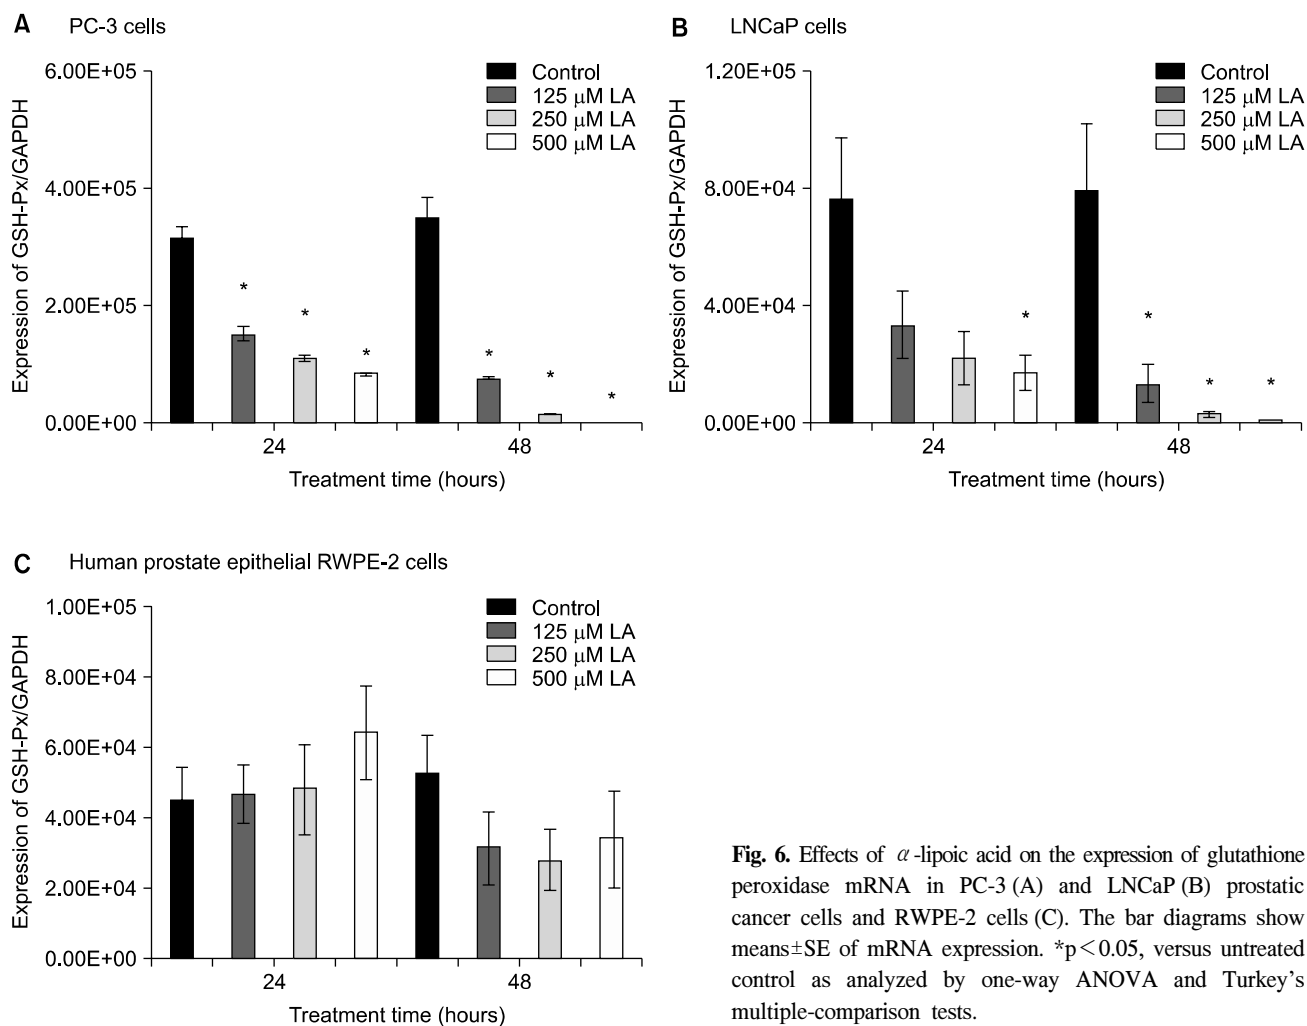 A PC-3 cells
6.00E+05
4.00E+05
2.00E+05
0.00E+00
Expression of GSH-Px/GAPDH
Control
125 μM LA
250 μM LA
500 μM LA
* * * * * *
24 48
Treatment time (hours)
B LNCaP cells
1.20E+05
8.00E+04
4.00E+04
0.00E+00
Expression of GSH-Px/GAPDH
Control
125 μM LA
250 μM LA
500 μM LA
* * * *
24 48
Treatment time (hours)
C Human prostate epithelial RWPE-2 cells
1.00E+05
8.00E+04
6.00E+04
4.00E+04
2.00E+04
0.00E+00
Expression of GSH-Px/GAPDH
Control
125 μM LA
250 μM LA
500 μM LA
24 48
Treatment time (hours)
Fig. 6. Effects of α-lipoic acid on the expression of glutathione
peroxidase mRNA in PC-3 (A) and LNCaP (B) prostatic
cancer cells and RWPE-2 cells (C). The bar diagrams show
means±SE of mRNA expression. *p<0.05, versus untreated
control as analyzed by one-way ANOVA and Turkey's
multiple-comparison tests.